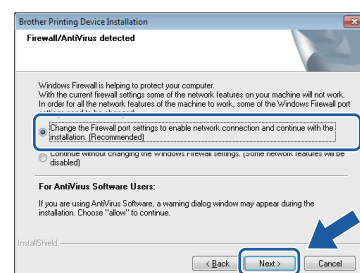 Brother Printing Device Installation
Firewall/AntiVirus detected
Windows Firewall is helping to protect your computer.
With the current firewall settings some of the network features on your machine will not work.
In order for all the network features of the machine to work, some of the Windows Firewall port
settings need to be changed.
Change the Firewall port settings to enable network connection and continue with the
installation. (Recommended)
Continue without changing the Windows Firewall settings. (Some network features will be
disabled)
For AntiVirus Software Users:
If you are using AntiVirus Software, a warning dialog window may appear during the
installation. Choose "allow" to continue.
InstallShield
< Back
Next >
Cancel